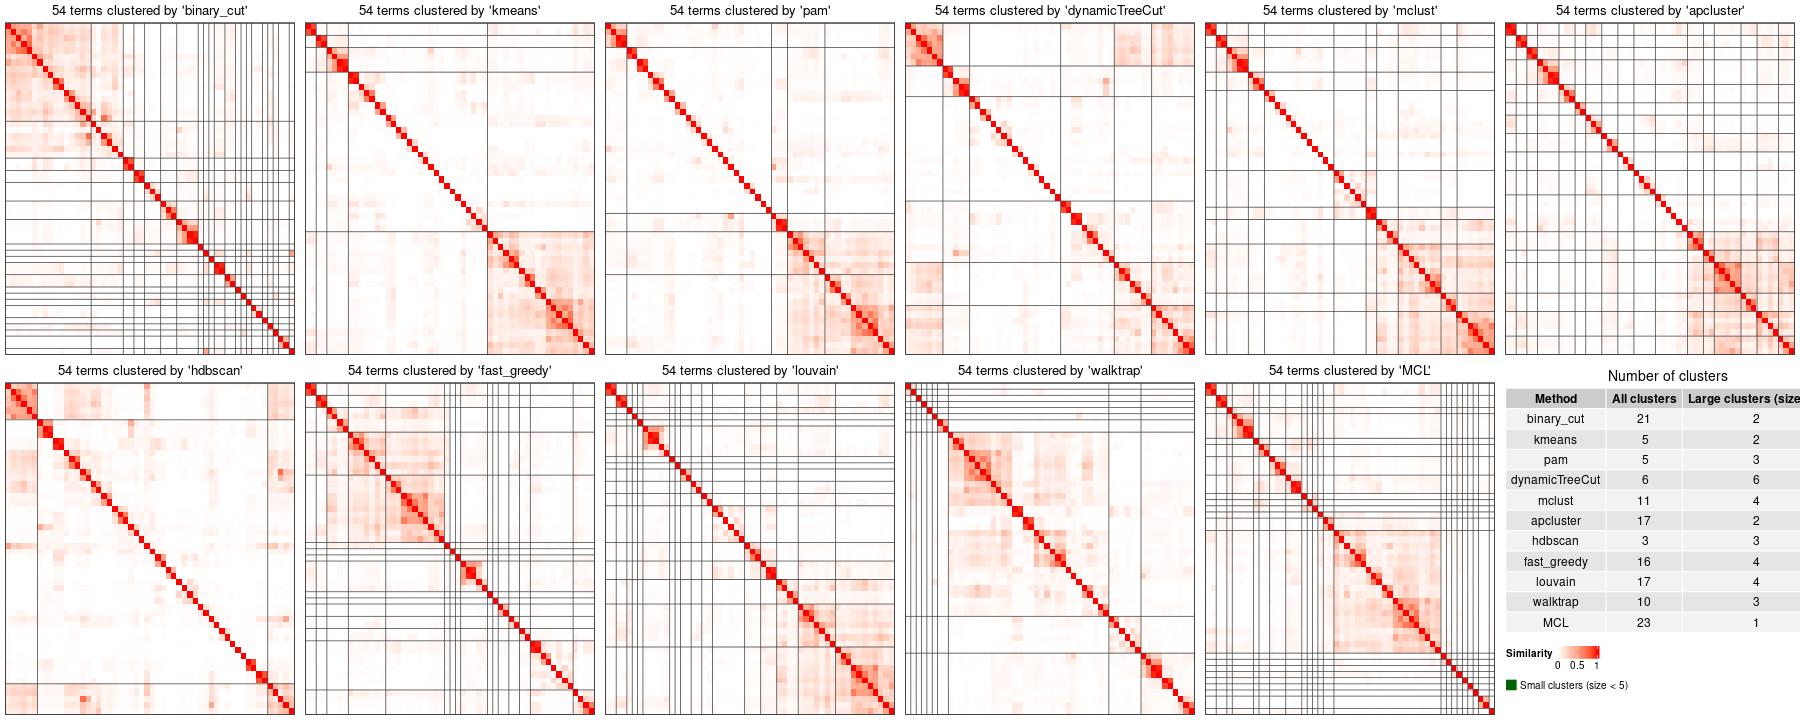 54 terms clustered by 'binary_cut'
54 terms clustered by 'kmeans'
54 terms clustered by 'pam'
54 terms clustered by 'dynamicTreeCut'
54 terms clustered by 'mclust'
54 terms clustered by 'apcluster'
54 terms clustered by 'hdbscan'
54 terms clustered by 'fast_greedy'
54 terms clustered by 'louvain'
54 terms clustered by 'walktrap'
54 terms clustered by 'MCL'
Number of clusters
Method All clusters Large clusters (size
binary_cut 21 2
kmeans 5 2
pam 5 3
dynamicTreeCut 6 6
mclust 11 4
apcluster 17 2
hdbscan 3 3
fast_greedy 16 4
louvain 17 4
walktrap 10 3
MCL 23 1
Similarity
0 0.5 1
Small clusters (size < 5)